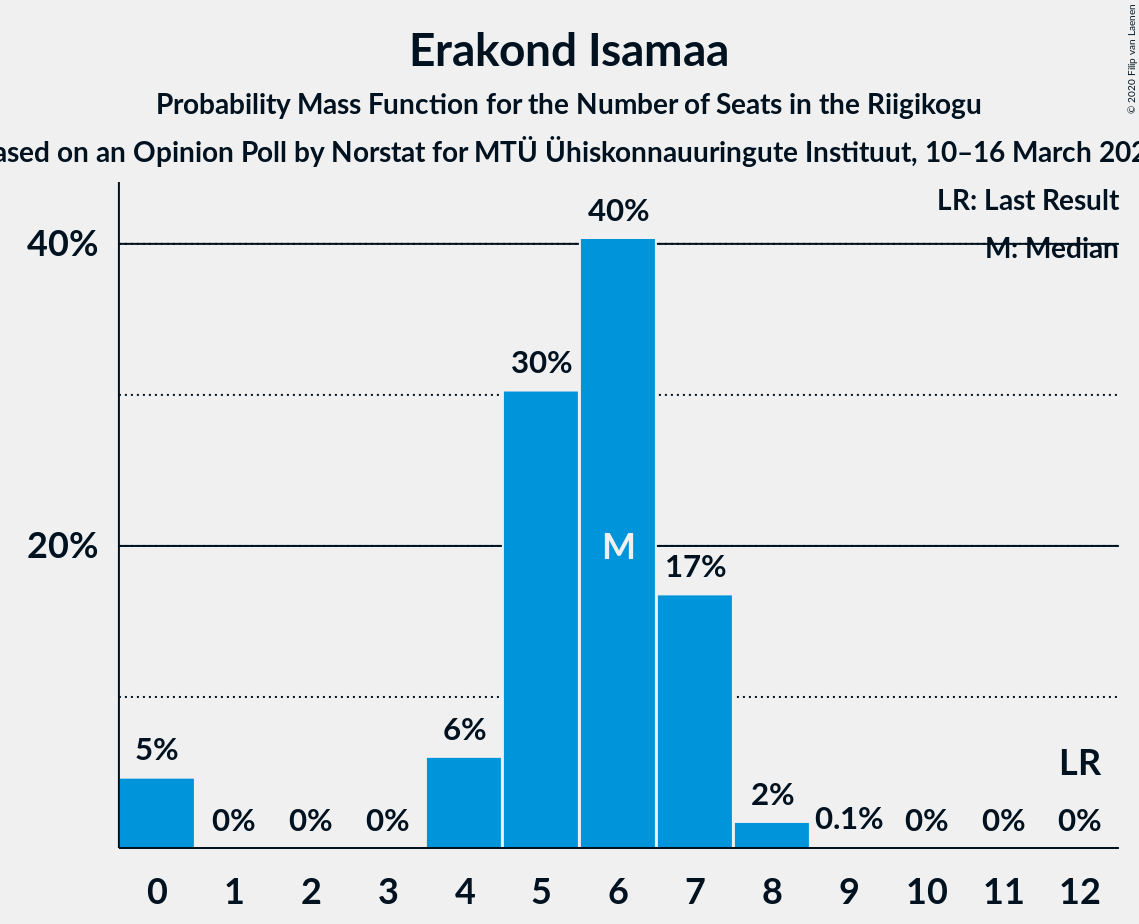 Erakond Isamaa
Probability Mass Function for the Number of Seats in the Riigikogu
ased on an Opinion Poll by Norstat for MTÜ Ühiskonnauuringute Instituut, 10–16 March 202
© 2020 Filip van Laenen
LR: Last Result
M: Median
40%
20%
5%
0%
0%
0%
6%
30%
40%
M
17%
2%
0.1%
0%
0%
0%
LR
0 1 2 3 4 5 6 7 8 9 10 11 12